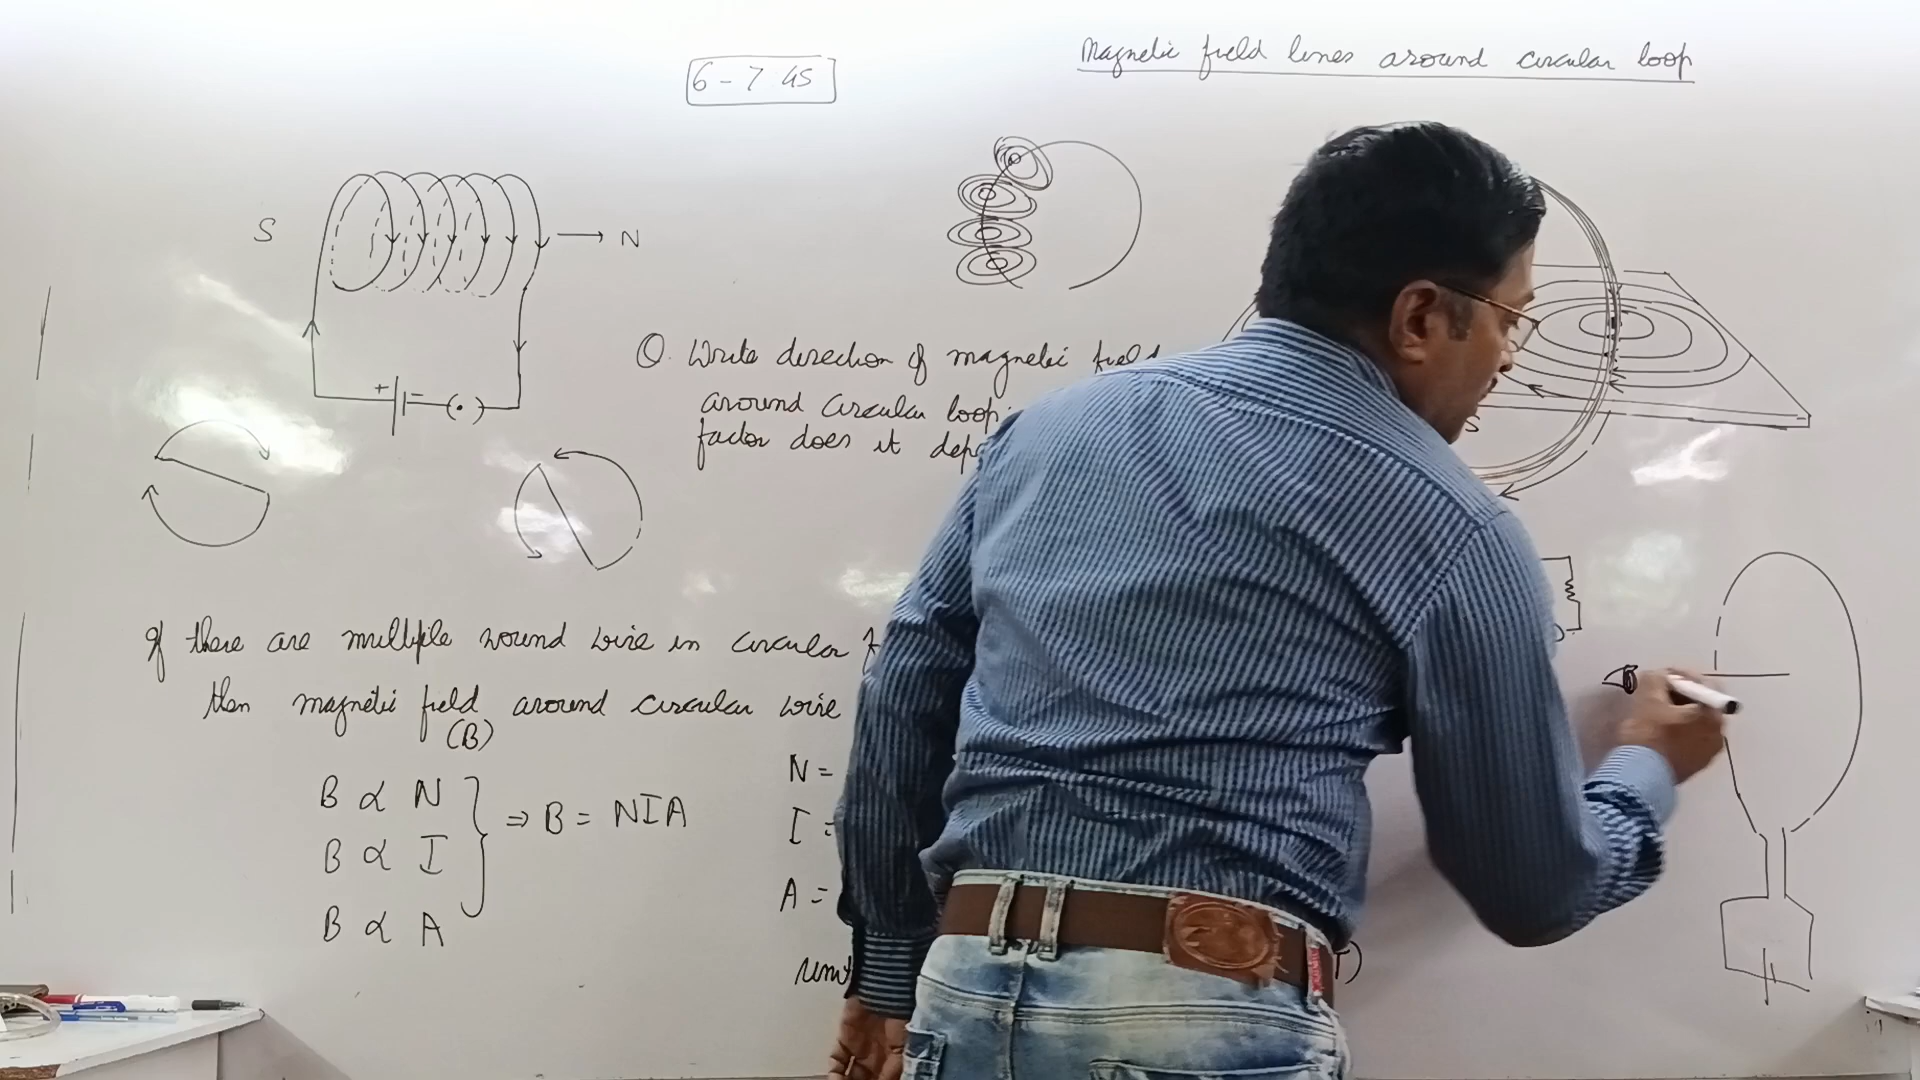 6 - 7 45
Magnetic field lines around circular loop
S
N
+ -
Q. Write direction of magnetic field
around circular loop.
factor does it
S
If there are multiple wound wire in circular
then magnetic field around circular wire
(B)
B ∝ N
B ∝ I
B ∝ A
⇒ B = NIA
N =
I =
A =
unit